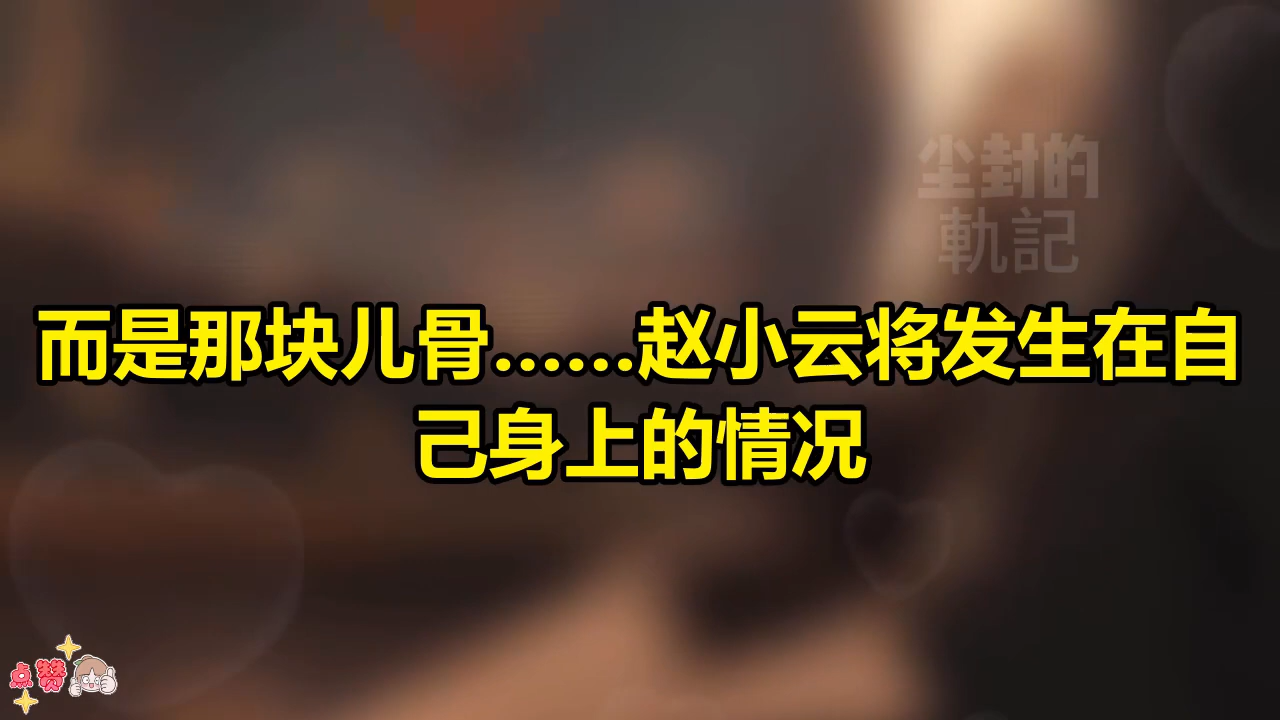 尘封的
軌記
而是那块儿骨……赵小云将发生在自
己身上的情况
点赞